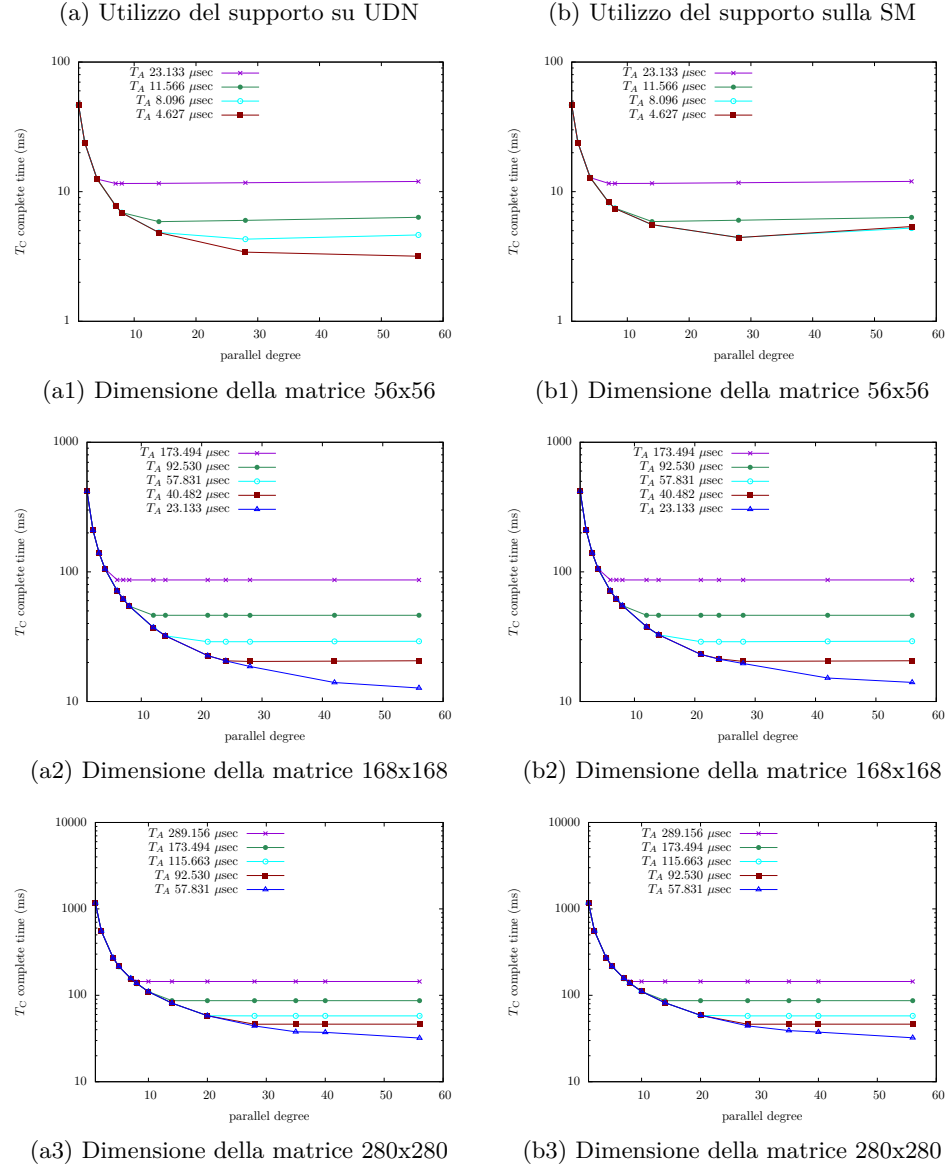 (a) Utilizzo del supporto su UDN
(b) Utilizzo del supporto sulla SM
100
10
1
T_C complete time (ms)
T_A 23.133 μsec
T_A 11.566 μsec
T_A 8.096 μsec
T_A 4.627 μsec
10 20 30 40 50 60
parallel degree
(a1) Dimensione della matrice 56x56
100
10
1
T_C complete time (ms)
T_A 23.133 μsec
T_A 11.566 μsec
T_A 8.096 μsec
T_A 4.627 μsec
10 20 30 40 50 60
parallel degree
(b1) Dimensione della matrice 56x56
1000
100
10
T_C complete time (ms)
T_A 173.494 μsec
T_A 92.530 μsec
T_A 57.831 μsec
T_A 40.482 μsec
T_A 23.133 μsec
10 20 30 40 50 60
parallel degree
(a2) Dimensione della matrice 168x168
1000
100
10
T_C complete time (ms)
T_A 173.494 μsec
T_A 92.530 μsec
T_A 57.831 μsec
T_A 40.482 μsec
T_A 23.133 μsec
10 20 30 40 50 60
parallel degree
(b2) Dimensione della matrice 168x168
10000
1000
100
10
T_C complete time (ms)
T_A 289.156 μsec
T_A 173.494 μsec
T_A 115.663 μsec
T_A 92.530 μsec
T_A 57.831 μsec
10 20 30 40 50 60
parallel degree
(a3) Dimensione della matrice 280x280
10000
1000
100
10
T_C complete time (ms)
T_A 289.156 μsec
T_A 173.494 μsec
T_A 115.663 μsec
T_A 92.530 μsec
T_A 57.831 μsec
10 20 30 40 50 60
parallel degree
(b3) Dimensione della matrice 280x280